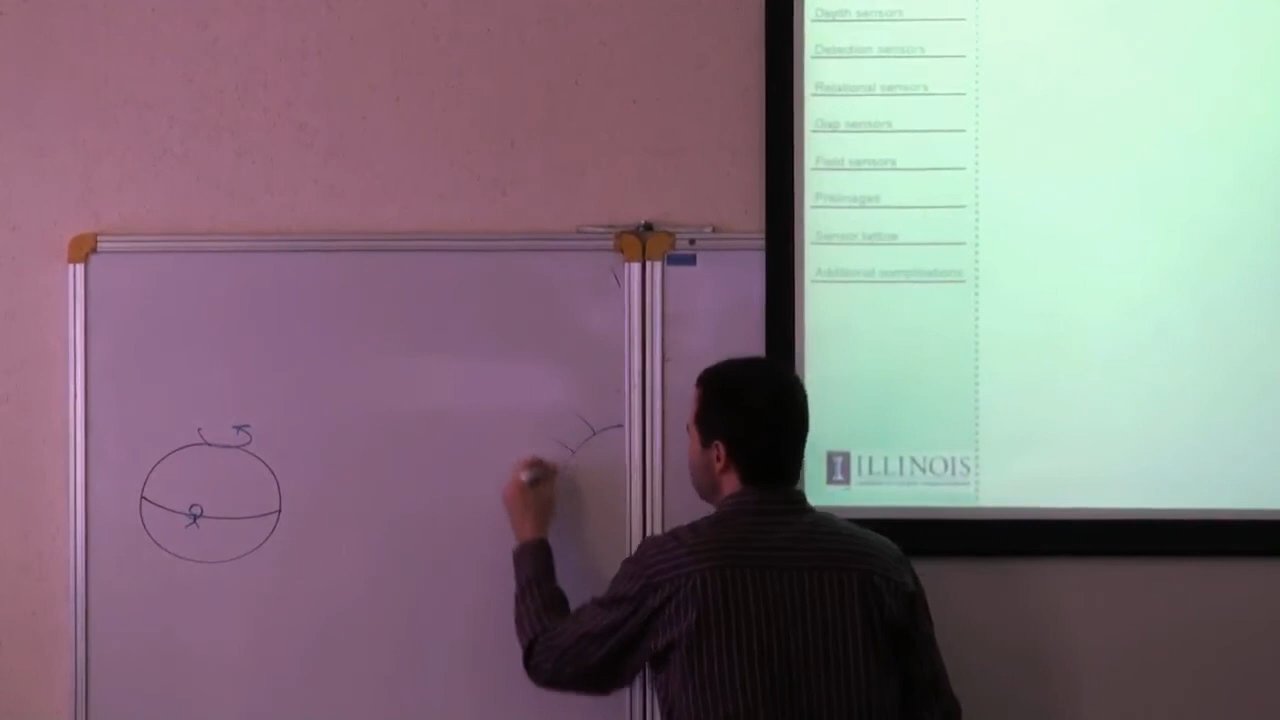 Depth sensors
Detection sensors
Relational sensors
Gap sensors
Field sensors
Preimages
Sensor lattice
Additional complications
I ILLINOIS